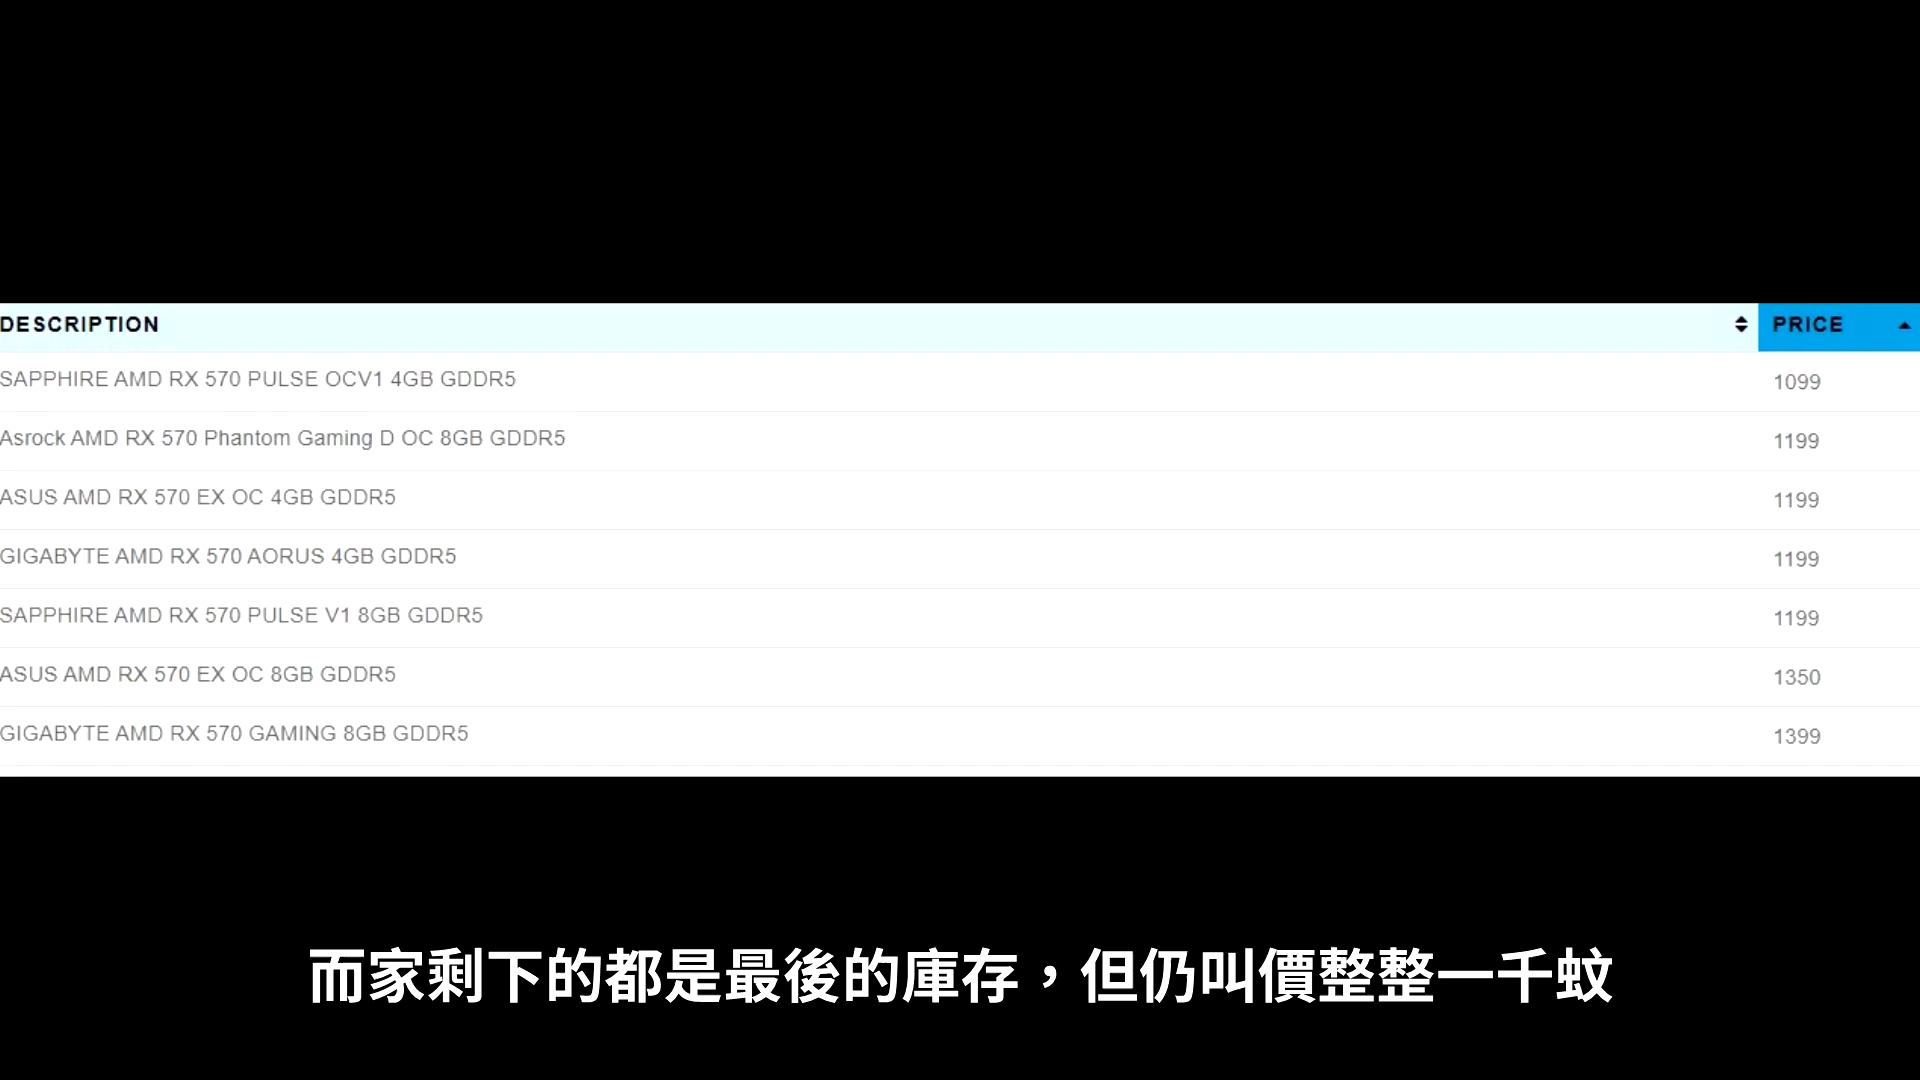 DESCRIPTION PRICE
SAPPHIRE AMD RX 570 PULSE OCV1 4GB GDDR5 1099
Asrock AMD RX 570 Phantom Gaming D OC 8GB GDDR5 1199
ASUS AMD RX 570 EX OC 4GB GDDR5 1199
GIGABYTE AMD RX 570 AORUS 4GB GDDR5 1199
SAPPHIRE AMD RX 570 PULSE V1 8GB GDDR5 1199
ASUS AMD RX 570 EX OC 8GB GDDR5 1350
GIGABYTE AMD RX 570 GAMING 8GB GDDR5 1399
而家剩下的都是最後的庫存，但仍叫價整整一千蚊